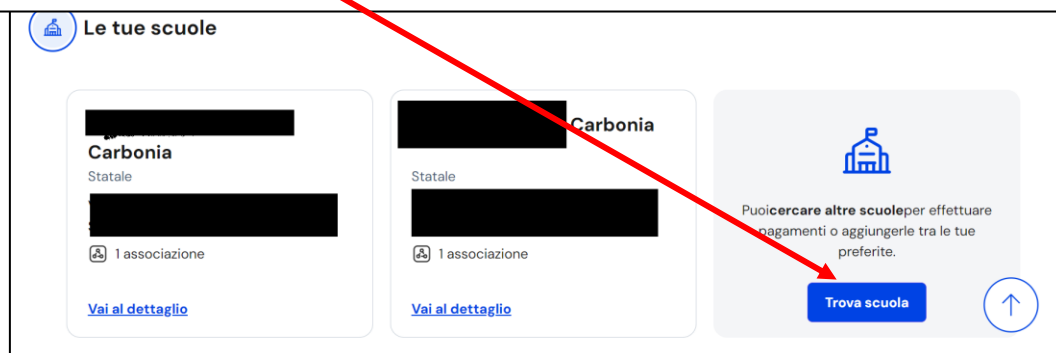 Le tue scuole
Carbonia
Statale
1 associazione
Vai al dettaglio
Carbonia
Statale
1 associazione
Vai al dettaglio
Puoicercare altre scuoleper effettuare
pagamenti o aggiungerle tra le tue
preferite.
Trova scuola